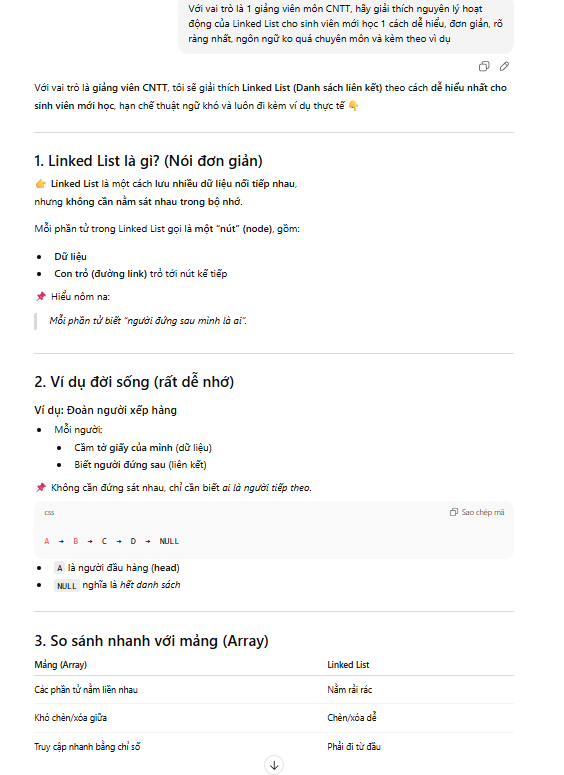 Với vai trò là 1 giảng viên môn CNTT, hãy giải thích nguyên lý hoạt
động của Linked List cho sinh viên mới học 1 cách dễ hiểu, đơn giản, rõ
ràng nhất, ngôn ngữ ko quá chuyên môn và kèm theo ví dụ
Với vai trò là giảng viên CNTT, tôi sẽ giải thích Linked List (Danh sách liên kết) theo cách dễ hiểu nhất cho
sinh viên mới học, hạn chế thuật ngữ khó và luôn đi kèm ví dụ thực tế 👇
1. Linked List là gì? (Nói đơn giản)
👉 Linked List là một cách lưu nhiều dữ liệu nối tiếp nhau,
nhưng không cần nằm sát nhau trong bộ nhớ.
Mỗi phần tử trong Linked List gọi là một "nút" (node), gồm:
• Dữ liệu
• Con trỏ (đường link) trỏ tới nút kế tiếp
📌 Hiểu nôm na:
Mỗi phần tử biết "người đứng sau mình là ai".
2. Ví dụ đời sống (rất dễ nhớ)
Ví dụ: Đoàn người xếp hàng
• Mỗi người:
• Cầm tờ giấy của mình (dữ liệu)
• Biết người đứng sau (liên kết)
📌 Không cần đứng sát nhau, chỉ cần biết ai là người tiếp theo.
css Sao chép mã
A → B → C → D → NULL
• A là người đầu hàng (head)
• NULL nghĩa là hết danh sách
3. So sánh nhanh với mảng (Array)
Mảng (Array) Linked List
Các phần tử nằm liền nhau Nằm rải rác
Khó chèn/xóa giữa Chèn/xóa dễ
Truy cập nhanh bằng chỉ số Phải đi từ đầu